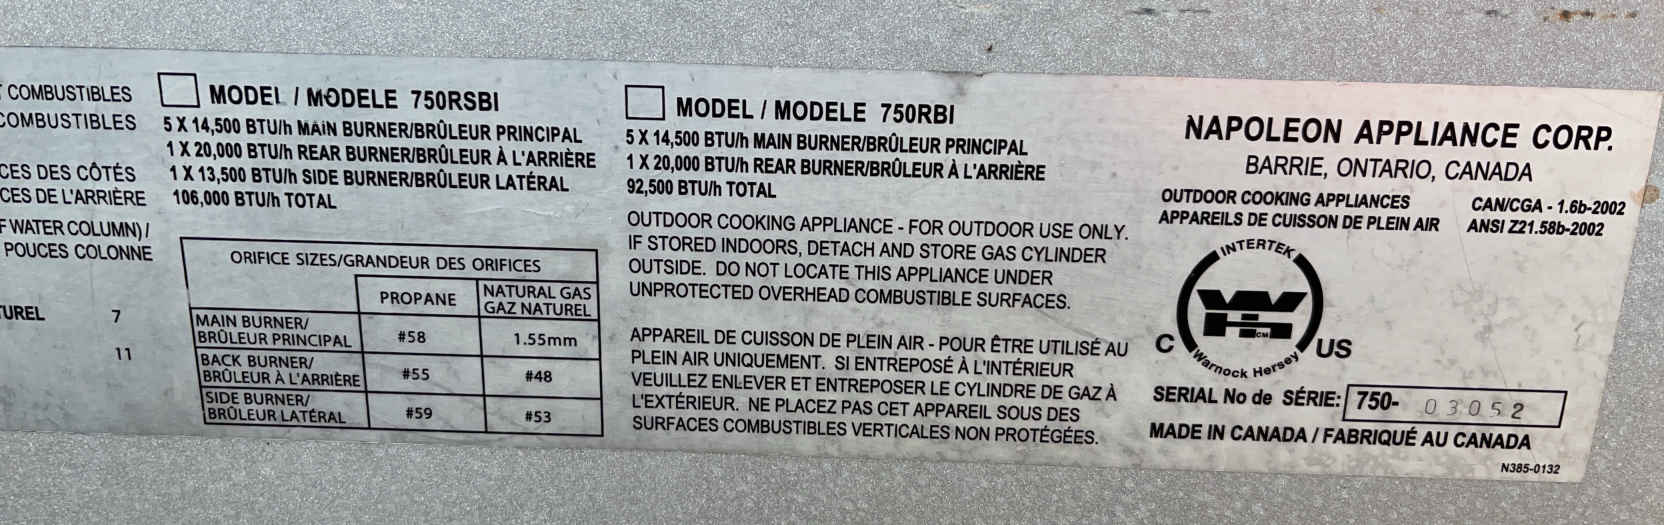 COMBUSTIBLES
COMBUSTIBLES
CES DES CÔTÉS
CES DE L'ARRIÈRE
F WATER COLUMN) /
POUCES COLONNE
TUREL 7
11
MODEL / MODELE 750RSBI
5 X 14,500 BTU/h MAIN BURNER/BRÛLEUR PRINCIPAL
1 X 20,000 BTU/h REAR BURNER/BRÛLEUR À L'ARRIÈRE
1 X 13,500 BTU/h SIDE BURNER/BRÛLEUR LATÉRAL
106,000 BTU/h TOTAL
ORIFICE SIZES/GRANDEUR DES ORIFICES
PROPANE
NATURAL GAS
GAZ NATUREL
MAIN BURNER/
BRÛLEUR PRINCIPAL #58 1.55mm
BACK BURNER/
BRÛLEUR À L'ARRIÈRE #55 #48
SIDE BURNER/
BRÛLEUR LATÉRAL #59 #53
MODEL / MODELE 750RBI
5 X 14,500 BTU/h MAIN BURNER/BRÛLEUR PRINCIPAL
1 X 20,000 BTU/h REAR BURNER/BRÛLEUR À L'ARRIÈRE
92,500 BTU/h TOTAL
OUTDOOR COOKING APPLIANCE - FOR OUTDOOR USE ONLY.
IF STORED INDOORS, DETACH AND STORE GAS CYLINDER
OUTSIDE. DO NOT LOCATE THIS APPLIANCE UNDER
UNPROTECTED OVERHEAD COMBUSTIBLE SURFACES.
APPAREIL DE CUISSON DE PLEIN AIR - POUR ÊTRE UTILISÉ AU
PLEIN AIR UNIQUEMENT. SI ENTREPOSÉ À L'INTÉRIEUR
VEUILLEZ ENLEVER ET ENTREPOSER LE CYLINDRE DE GAZ À
L'EXTÉRIEUR. NE PLACEZ PAS CET APPAREIL SOUS DES
SURFACES COMBUSTIBLES VERTICALES NON PROTÉGÉES.
NAPOLEON APPLIANCE CORP.
BARRIE, ONTARIO, CANADA
OUTDOOR COOKING APPLIANCES CAN/CGA - 1.6b-2002
APPAREILS DE CUISSON DE PLEIN AIR ANSI Z21.58b-2002
INTERTEK
WH
CM
C US
Warnock Hersey
SERIAL No de SÉRIE: 750- 03052
MADE IN CANADA / FABRIQUÉ AU CANADA
N385-0132